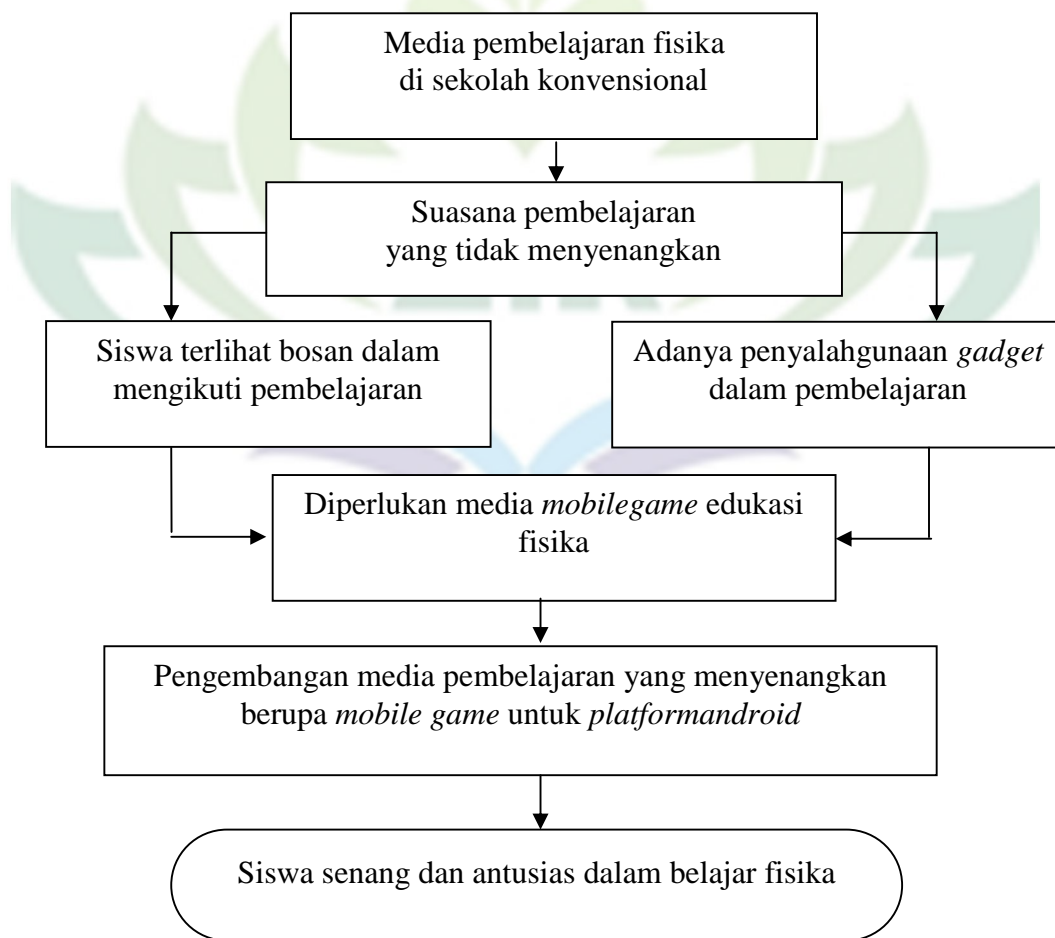 Media pembelajaran fisika
di sekolah konvensional
Suasana pembelajaran
yang tidak menyenangkan
Siswa terlihat bosan dalam
mengikuti pembelajaran
Adanya penyalahgunaan gadget
dalam pembelajaran
Diperlukan media mobilegame edukasi
fisika
Pengembangan media pembelajaran yang menyenangkan
berupa mobile game untuk platformandroid
Siswa senang dan antusias dalam belajar fisika